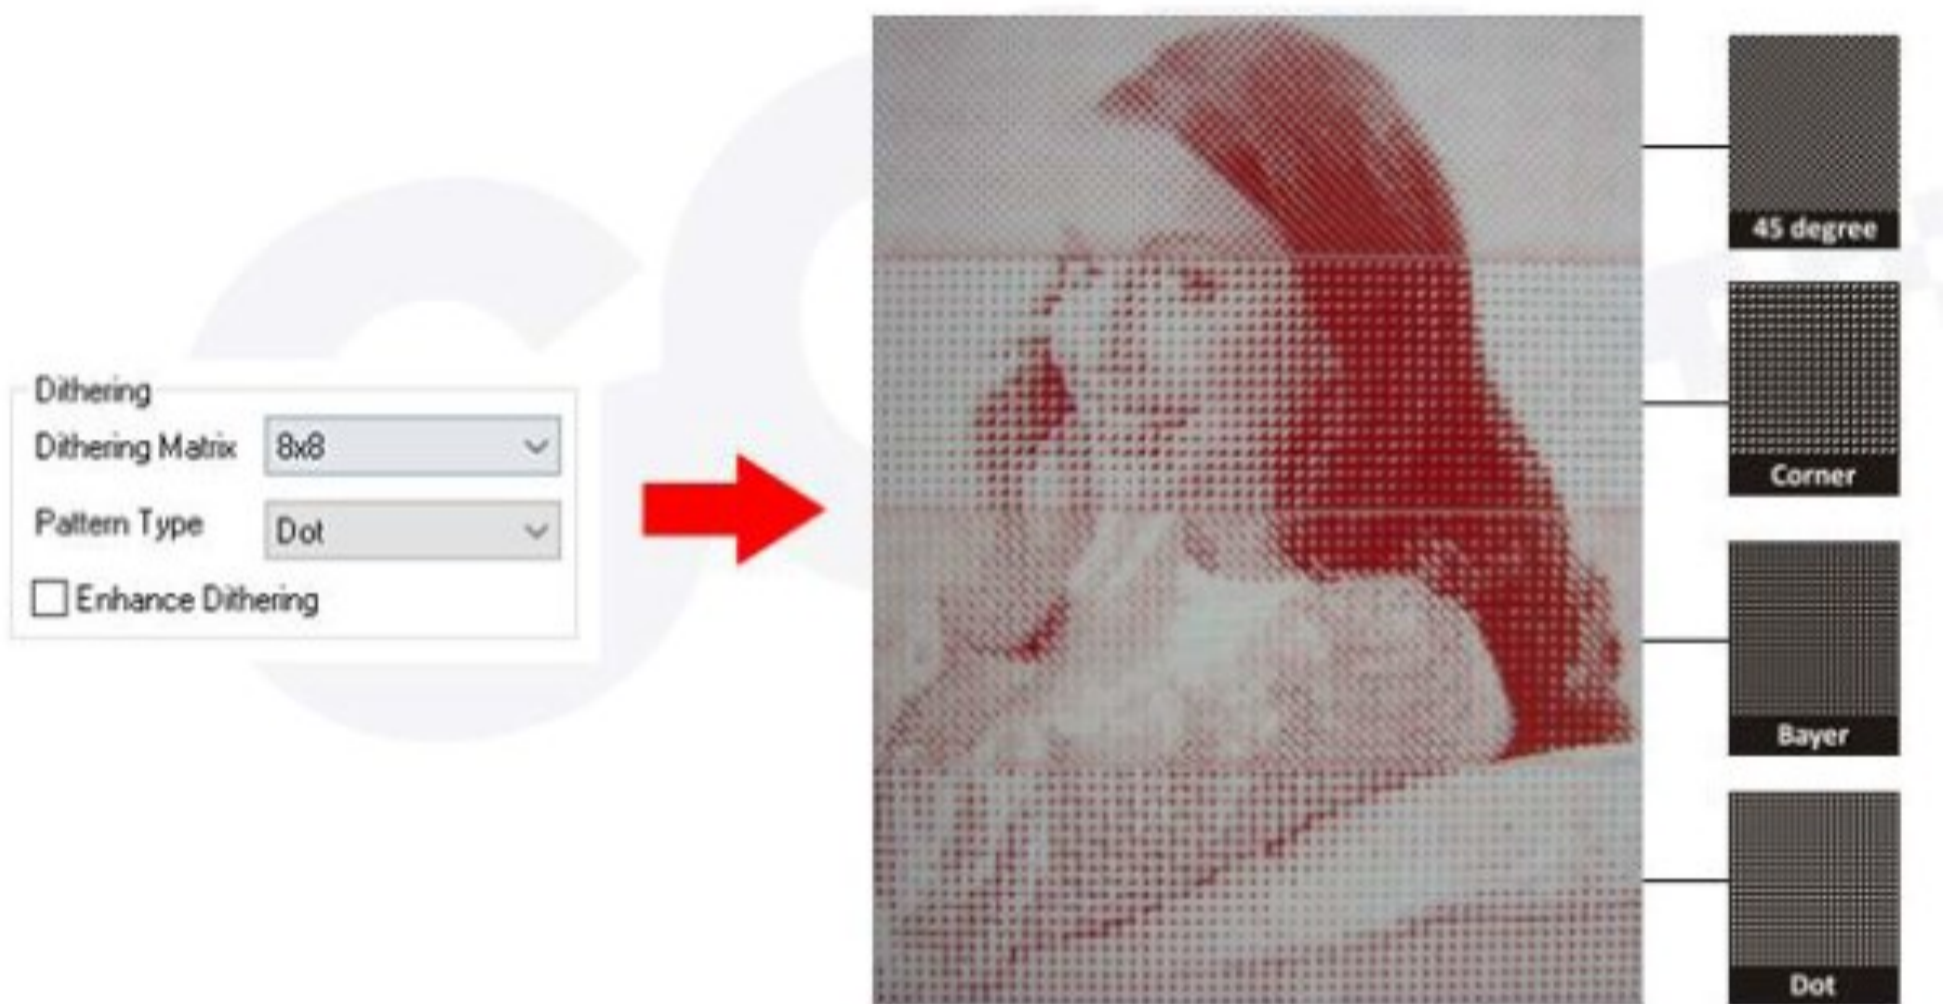 Dithering
Dithering Matrix 8x8
Pattern Type Dot
Enhance Dithering
45 degree
Corner
Bayer
Dot